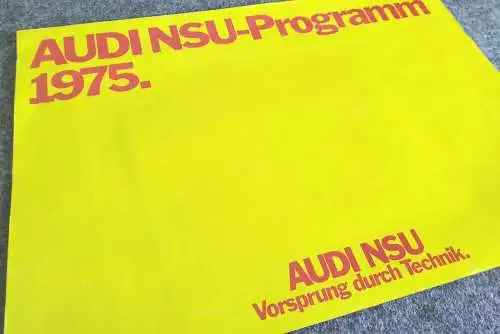 AUDI NSU-Programm
1975.
AUDI NSU
Vorsprung durch Technik.